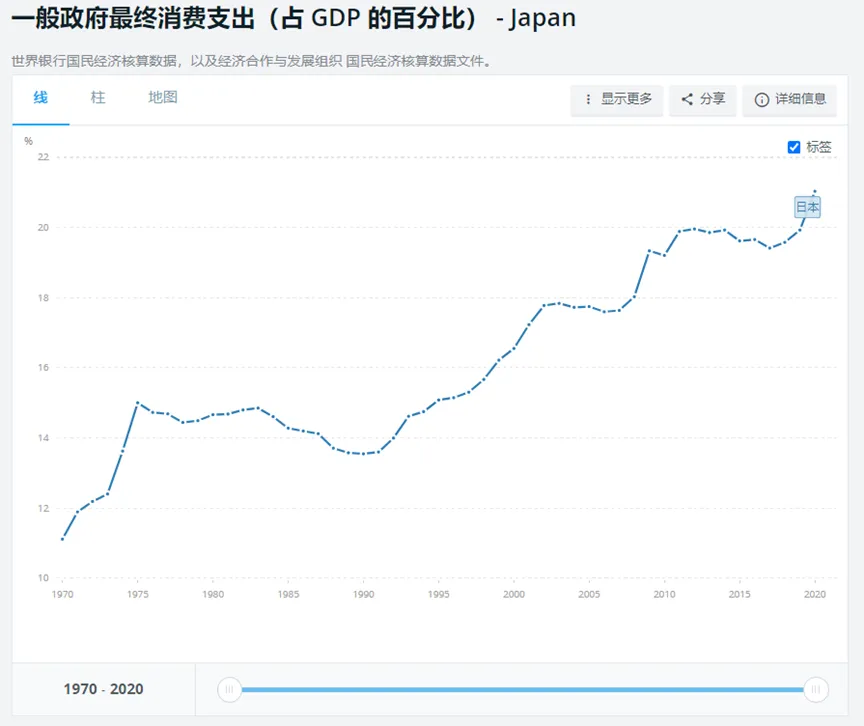 一般政府最终消费支出（占 GDP 的百分比） - Japan
世界银行国民经济核算数据，以及经济合作与发展组织 国民经济核算数据文件。
线 柱 地图 显示更多 分享 详细信息
% 标签
22
日本
20
18
16
14
12
10
1970 1975 1980 1985 1990 1995 2000 2005 2010 2015 2020
1970 - 2020